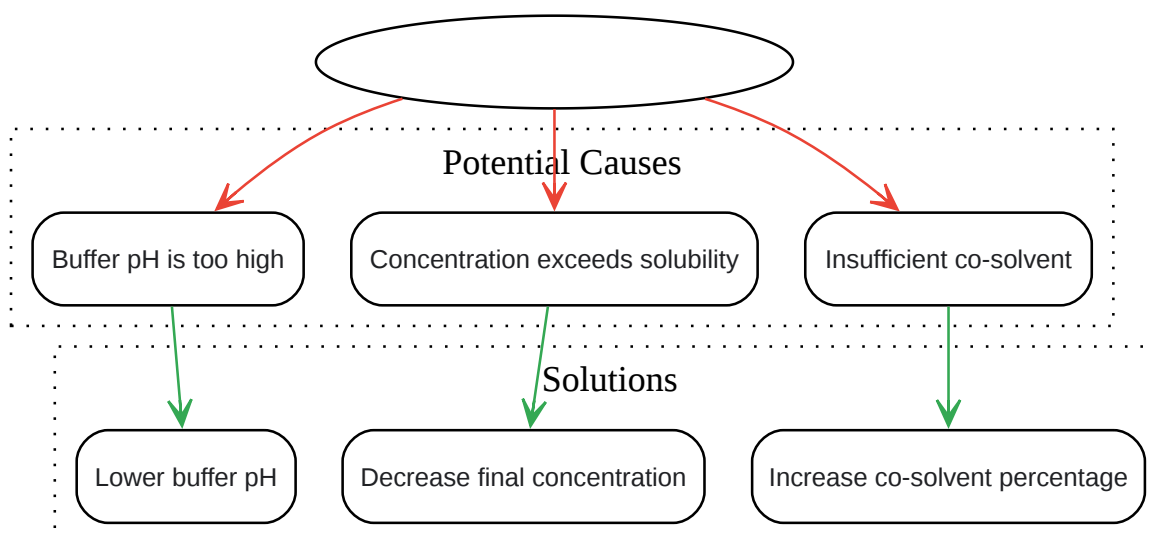 Potential Causes
Buffer pH is too high
Concentration exceeds solubility
Insufficient co-solvent
Solutions
Lower buffer pH
Decrease final concentration
Increase co-solvent percentage